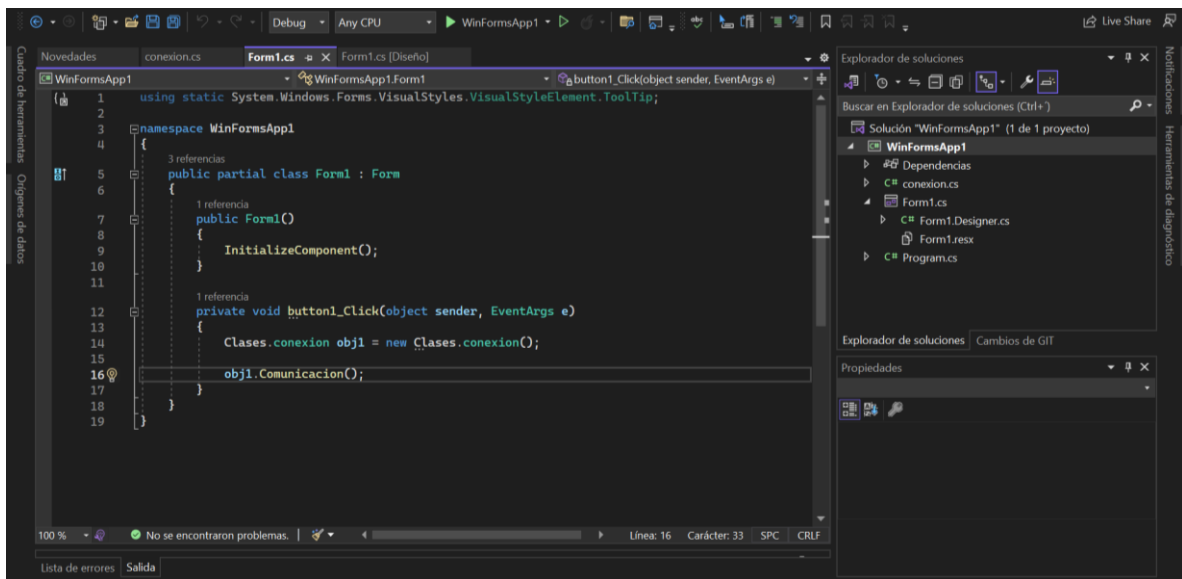 Debug Any CPU WinFormsApp1 Live Share
Cuadro de herramientas Orígenes de datos
Novedades conexion.cs Form1.cs Form1.cs [Diseño]
WinFormsApp1 WinFormsApp1.Form1 button1_Click(object sender, EventArgs e)
1 using static System.Windows.Forms.VisualStyles.VisualStyleElement.ToolTip;
2
3 namespace WinFormsApp1
4 {
3 referencias
5 public partial class Form1 : Form
6 {
1 referencia
7 public Form1()
8 {
9 InitializeComponent();
10 }
11
1 referencia
12 private void button1_Click(object sender, EventArgs e)
13 {
14 Clases.conexion obj1 = new Clases.conexion();
15
16 obj1.Comunicacion();
17 }
18 }
19 }
100 % No se encontraron problemas. Línea: 16 Carácter: 33 SPC CRLF
Lista de errores Salida
Explorador de soluciones
Buscar en Explorador de soluciones (Ctrl+´)
Solución "WinFormsApp1" (1 de 1 proyecto)
WinFormsApp1
Dependencias
C# conexion.cs
Form1.cs
C# Form1.Designer.cs
Form1.resx
C# Program.cs
Explorador de soluciones Cambios de GIT
Propiedades
Notificaciones Herramientas de diagnóstico